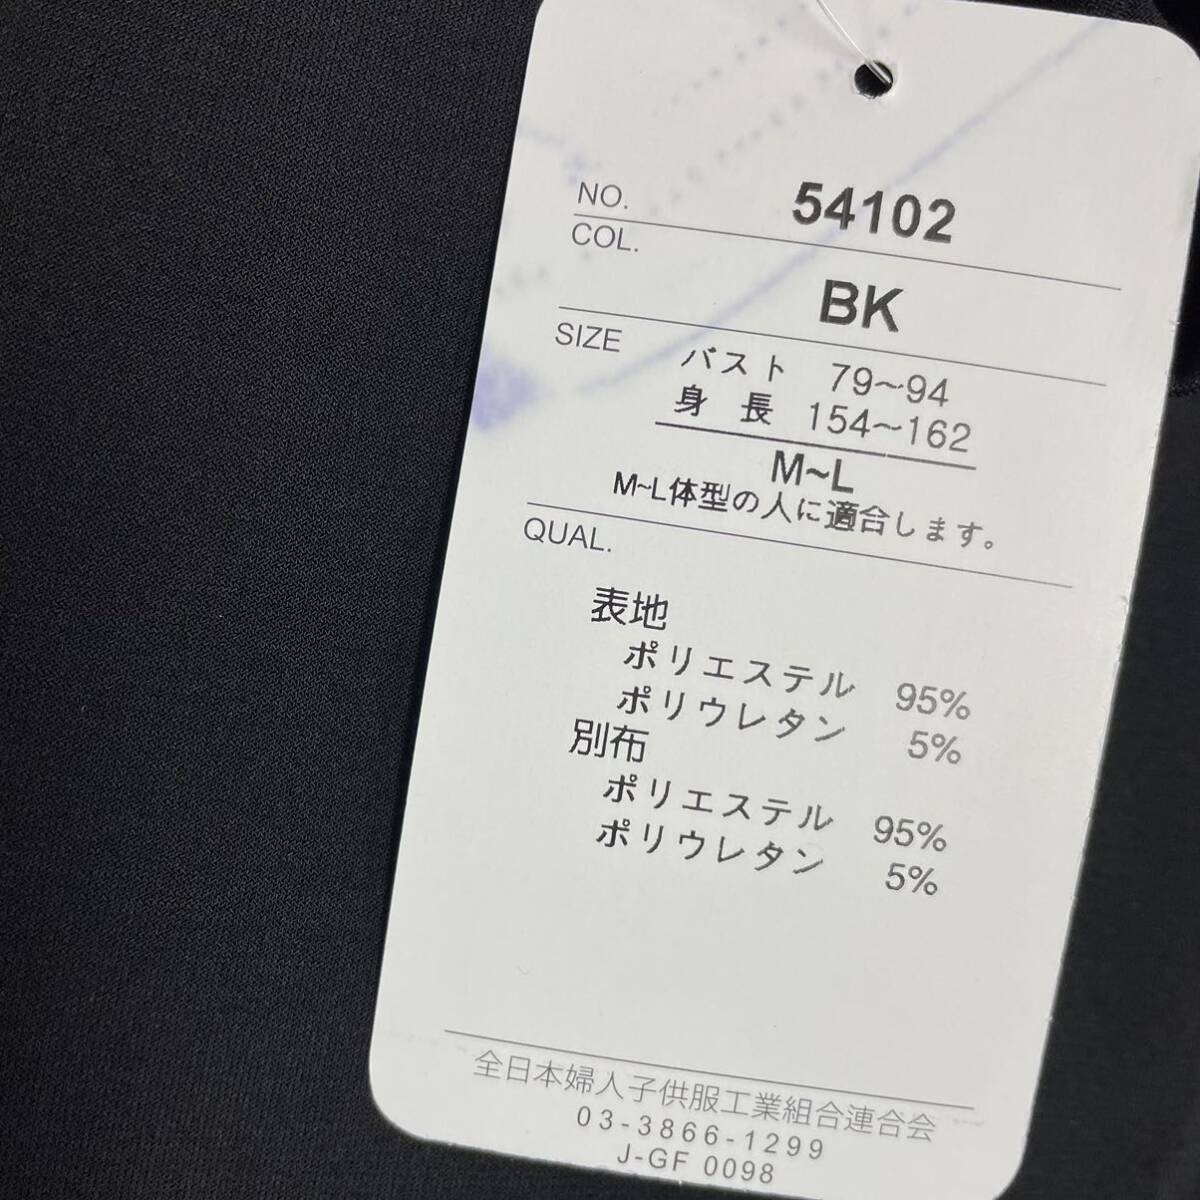 NO. 54102
COL. BK
SIZE バスト 79~94
身長 154~162
M~L
M~L体型の人に適合します。
QUAL.
表地
ポリエステル 95%
ポリウレタン 5%
別布
ポリエステル 95%
ポリウレタン 5%
全日本婦人子供服工業組合連合会
03-3866-1299
J-GF 0098